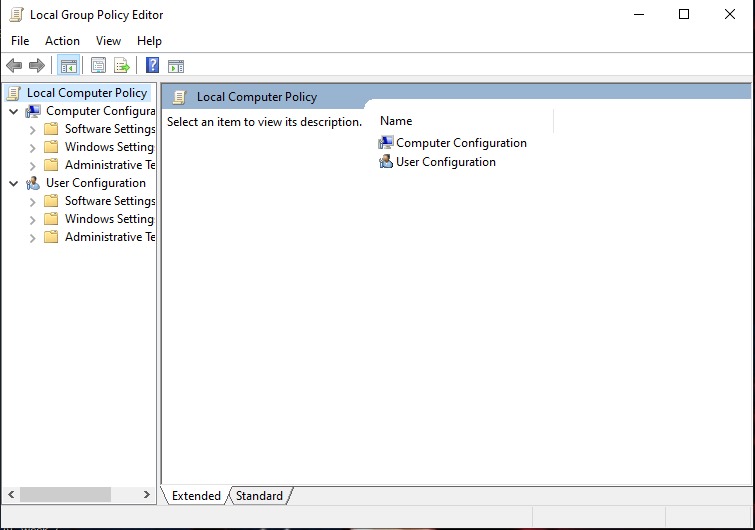 Local Group Policy Editor
File Action View Help
Local Computer Policy
Computer Configura
Software Settings
Windows Setting
Administrative Te
User Configuration
Software Settings
Windows Setting
Administrative Te
Local Computer Policy
Select an item to view its description.
Name
Computer Configuration
User Configuration
Extended Standard